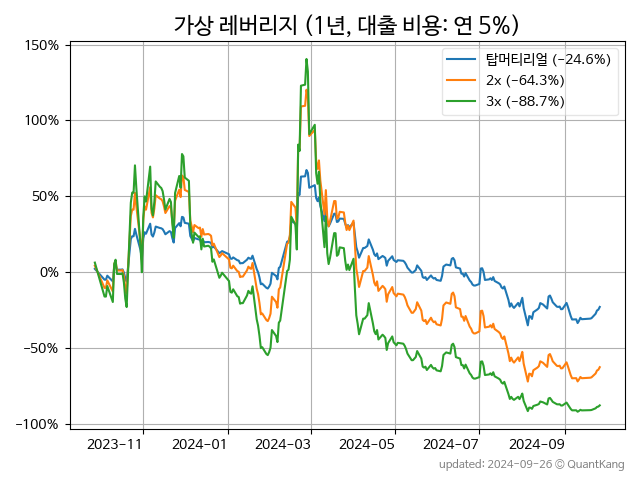 가상 레버리지 (1년, 대출 비용: 연 5%)
150%
100%
50%
0%
−50%
−100%
탑머티리얼 (−24.6%)
2x (−64.3%)
3x (−88.7%)
2023-11
2024-01
2024-03
2024-05
2024-07
2024-09
updated: 2024-09-26 © QuantKang